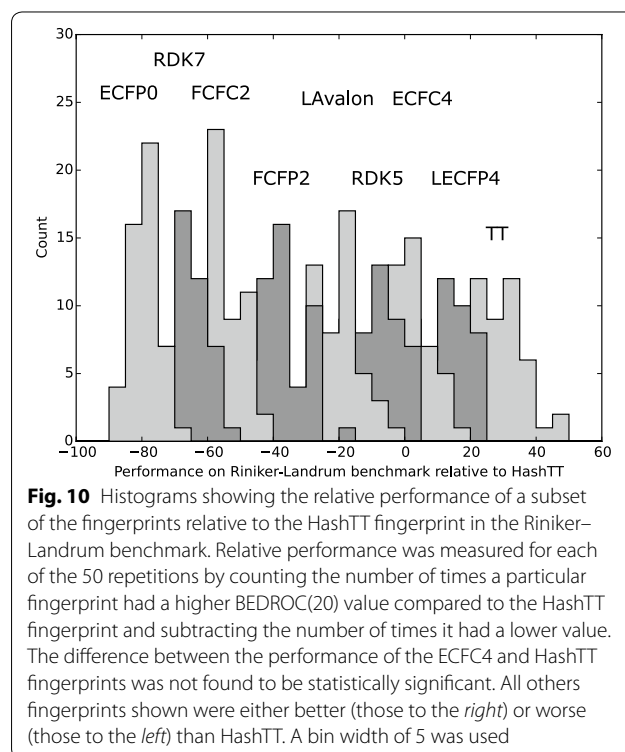 30
25
20
15
10
5
0
Count
RDK7
ECFP0 FCFC2 LAvalon ECFC4
FCFP2 RDK5 LECFP4
TT
−100 −80 −60 −40 −20 0 20 40 60
Performance on Riniker-Landrum benchmark relative to HashTT
Fig. 10 Histograms showing the relative performance of a subset
of the fingerprints relative to the HashTT fingerprint in the Riniker–
Landrum benchmark. Relative performance was measured for each
of the 50 repetitions by counting the number of times a particular
fingerprint had a higher BEDROC(20) value compared to the HashTT
fingerprint and subtracting the number of times it had a lower value.
The difference between the performance of the ECFC4 and HashTT
fingerprints was not found to be statistically significant. All others
fingerprints shown were either better (those to the right) or worse
(those to the left) than HashTT. A bin width of 5 was used